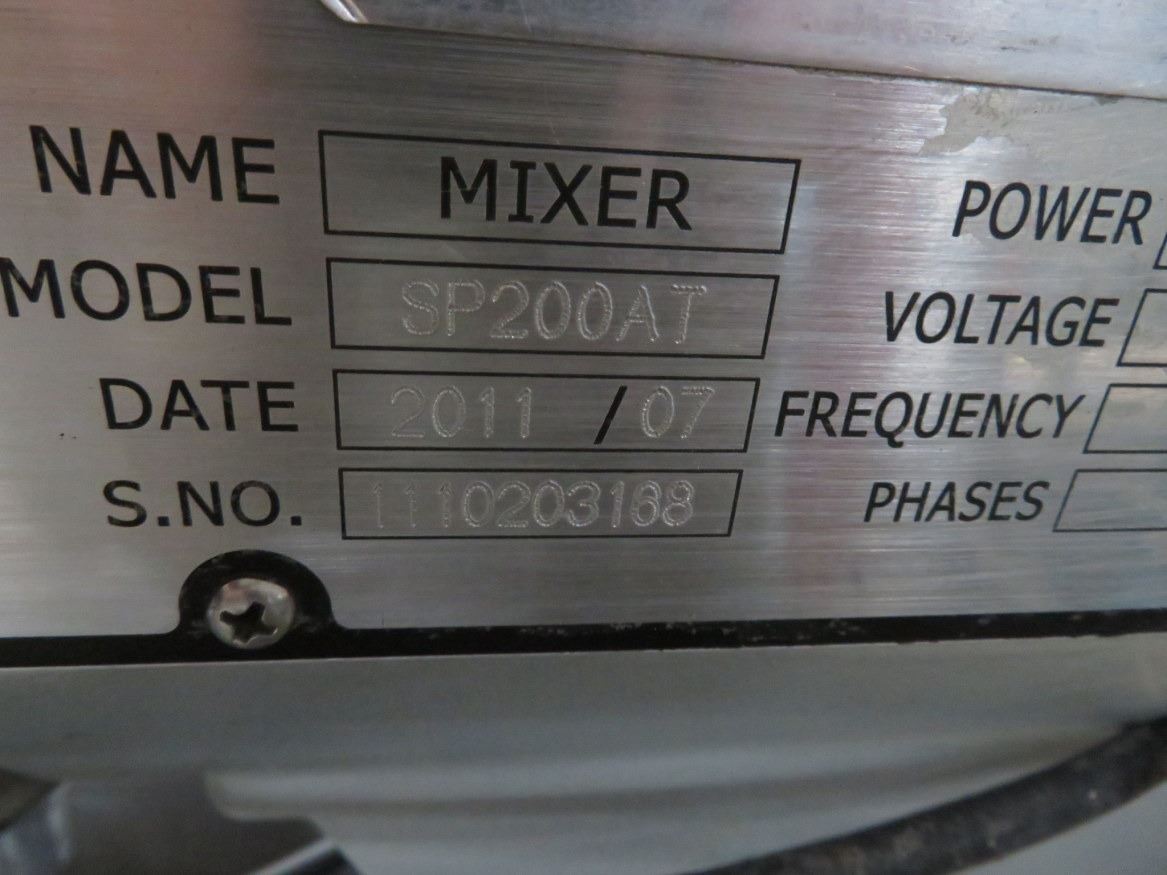 NAME MIXER POWER
MODEL SP200AT VOLTAGE
DATE 2011 / 07 FREQUENCY
S.NO. 1110203168 PHASES